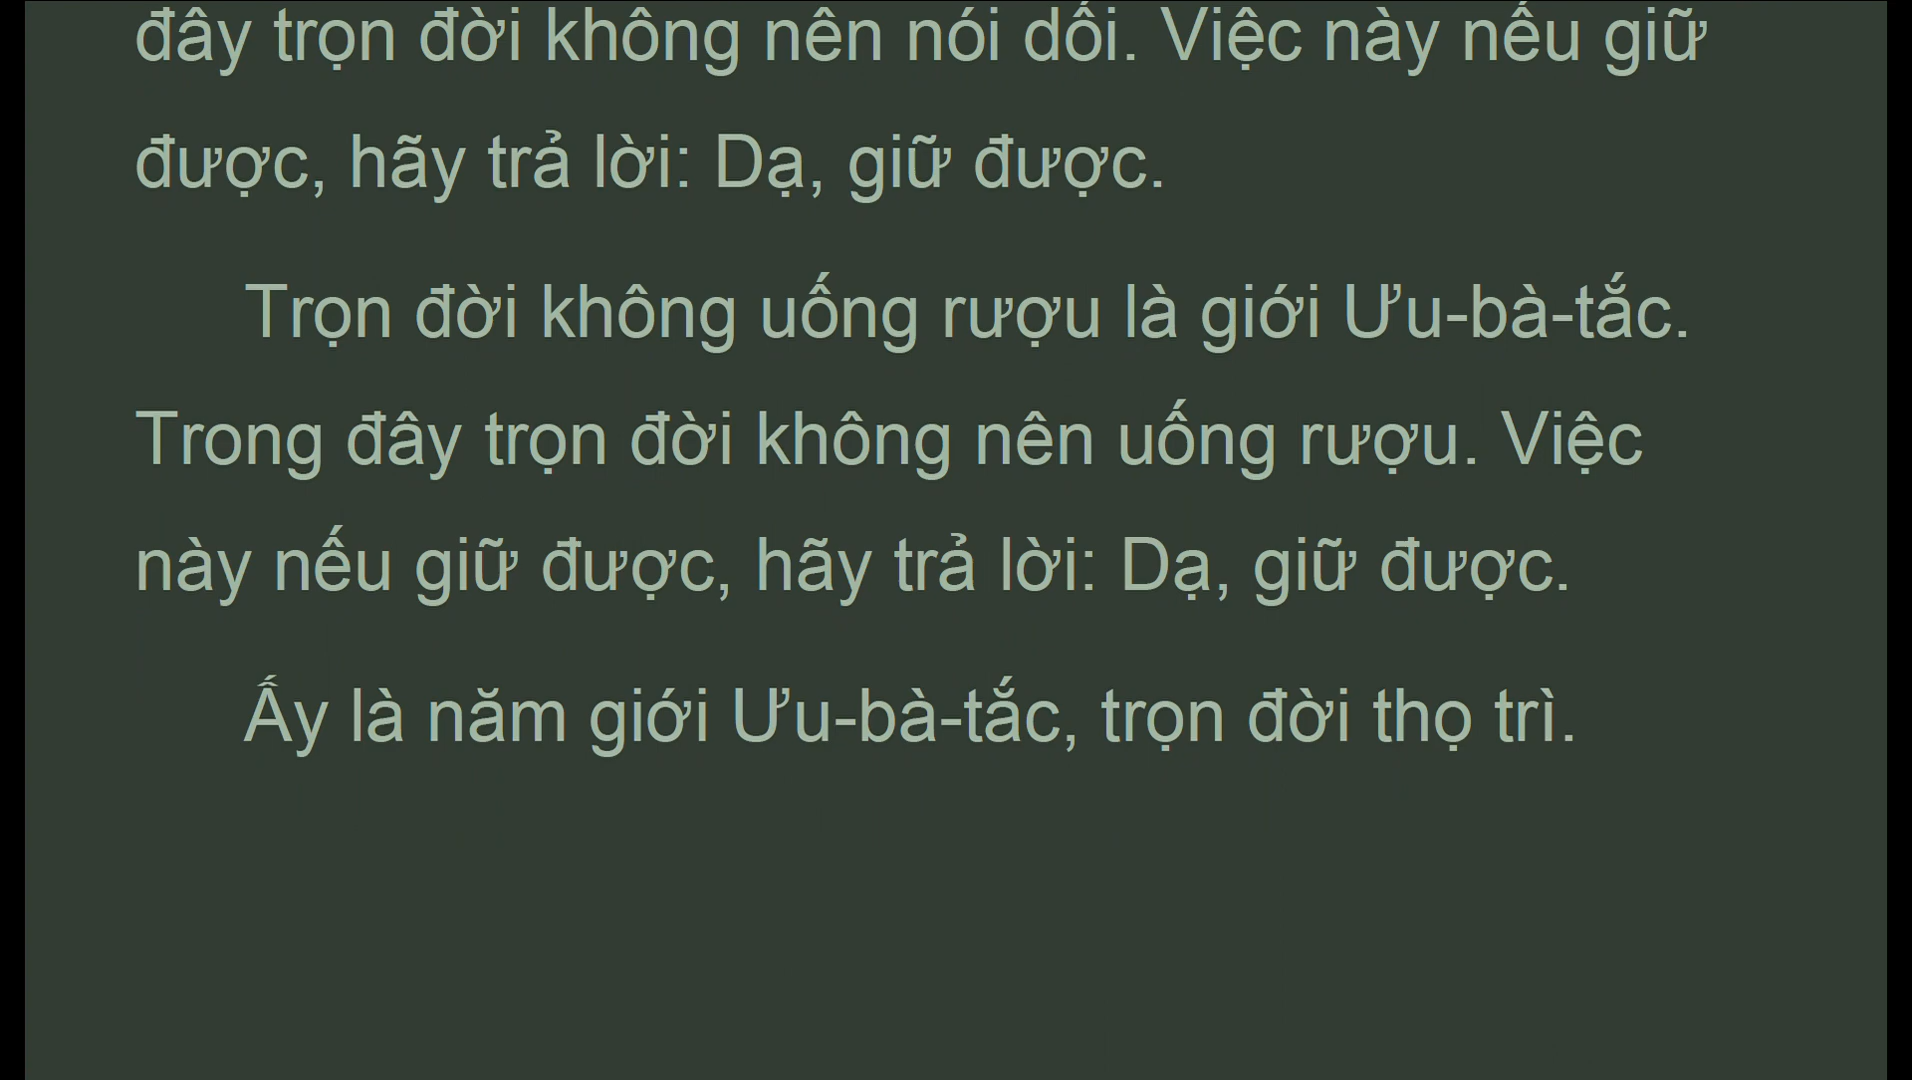 đây trọn đời không nên nói dối. Việc này nếu giữ
được, hãy trả lời: Dạ, giữ được.
Trọn đời không uống rượu là giới Ưu-bà-tắc.
Trong đây trọn đời không nên uống rượu. Việc
này nếu giữ được, hãy trả lời: Dạ, giữ được.
Ấy là năm giới Ưu-bà-tắc, trọn đời thọ trì.